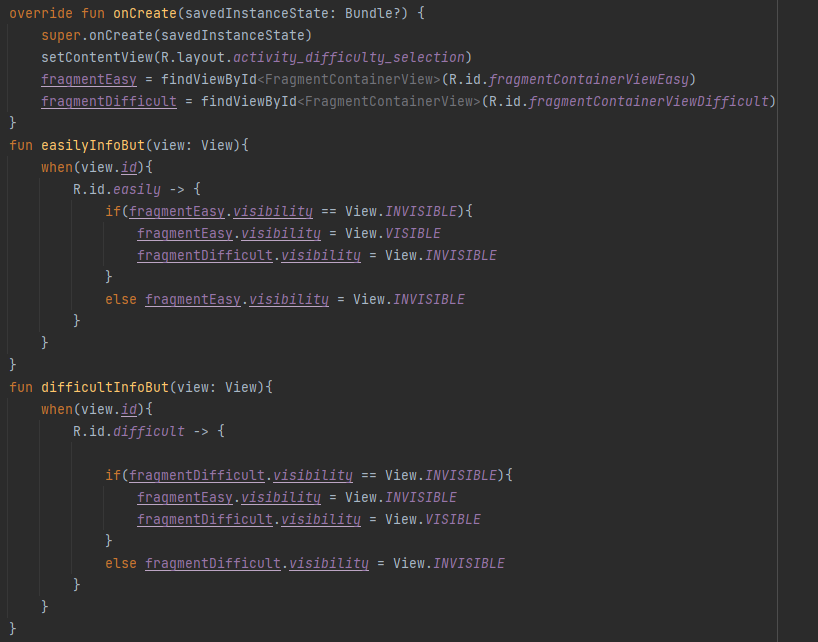 override fun onCreate(savedInstanceState: Bundle?) {
super.onCreate(savedInstanceState)
setContentView(R.layout.activity_difficulty_selection)
fragmentEasy = findViewById<FragmentContainerView>(R.id.fragmentContainerViewEasy)
fragmentDifficult = findViewById<FragmentContainerView>(R.id.fragmentContainerViewDifficult)
}
fun easilyInfoBut(view: View){
when(view.id){
R.id.easily -> {
if(fragmentEasy.visibility == View.INVISIBLE){
fragmentEasy.visibility = View.VISIBLE
fragmentDifficult.visibility = View.INVISIBLE
}
else fragmentEasy.visibility = View.INVISIBLE
}
}
}
fun difficultInfoBut(view: View){
when(view.id){
R.id.difficult -> {
if(fragmentDifficult.visibility == View.INVISIBLE){
fragmentEasy.visibility = View.INVISIBLE
fragmentDifficult.visibility = View.VISIBLE
}
else fragmentDifficult.visibility = View.INVISIBLE
}
}
}